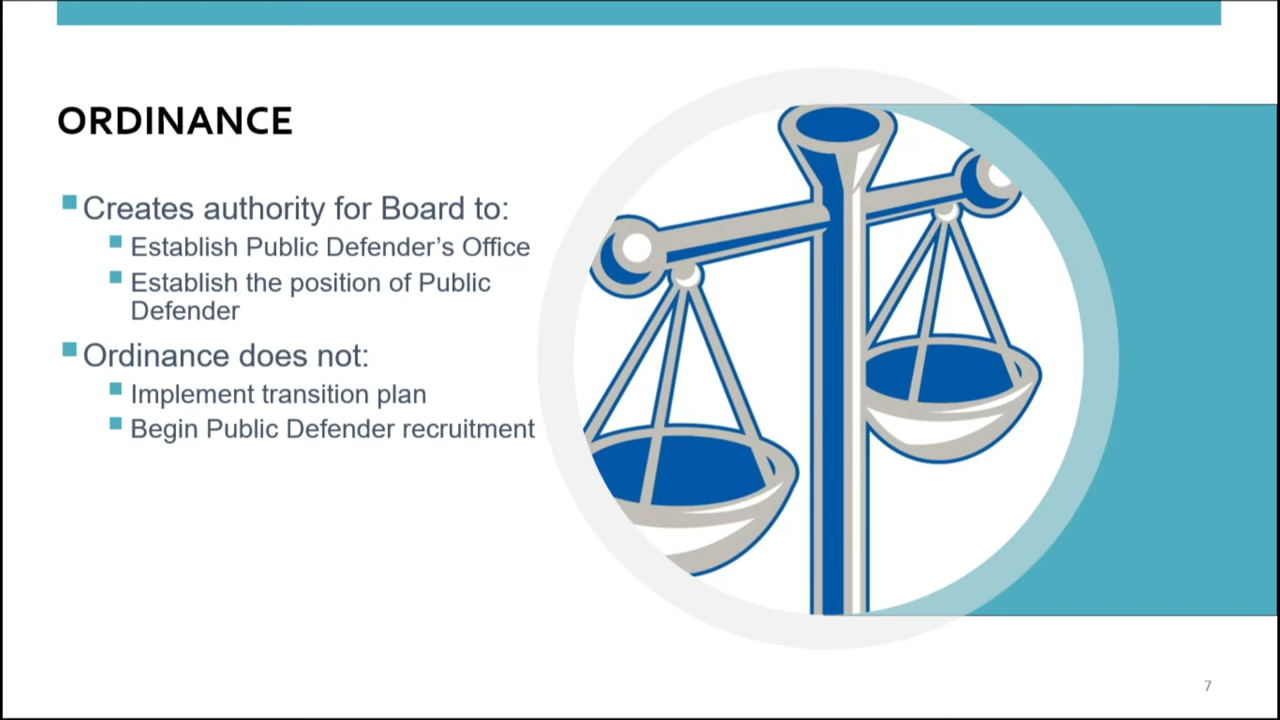 ORDINANCE
Creates authority for Board to:
Establish Public Defender’s Office
Establish the position of Public
Defender
Ordinance does not:
Implement transition plan
Begin Public Defender recruitment
7